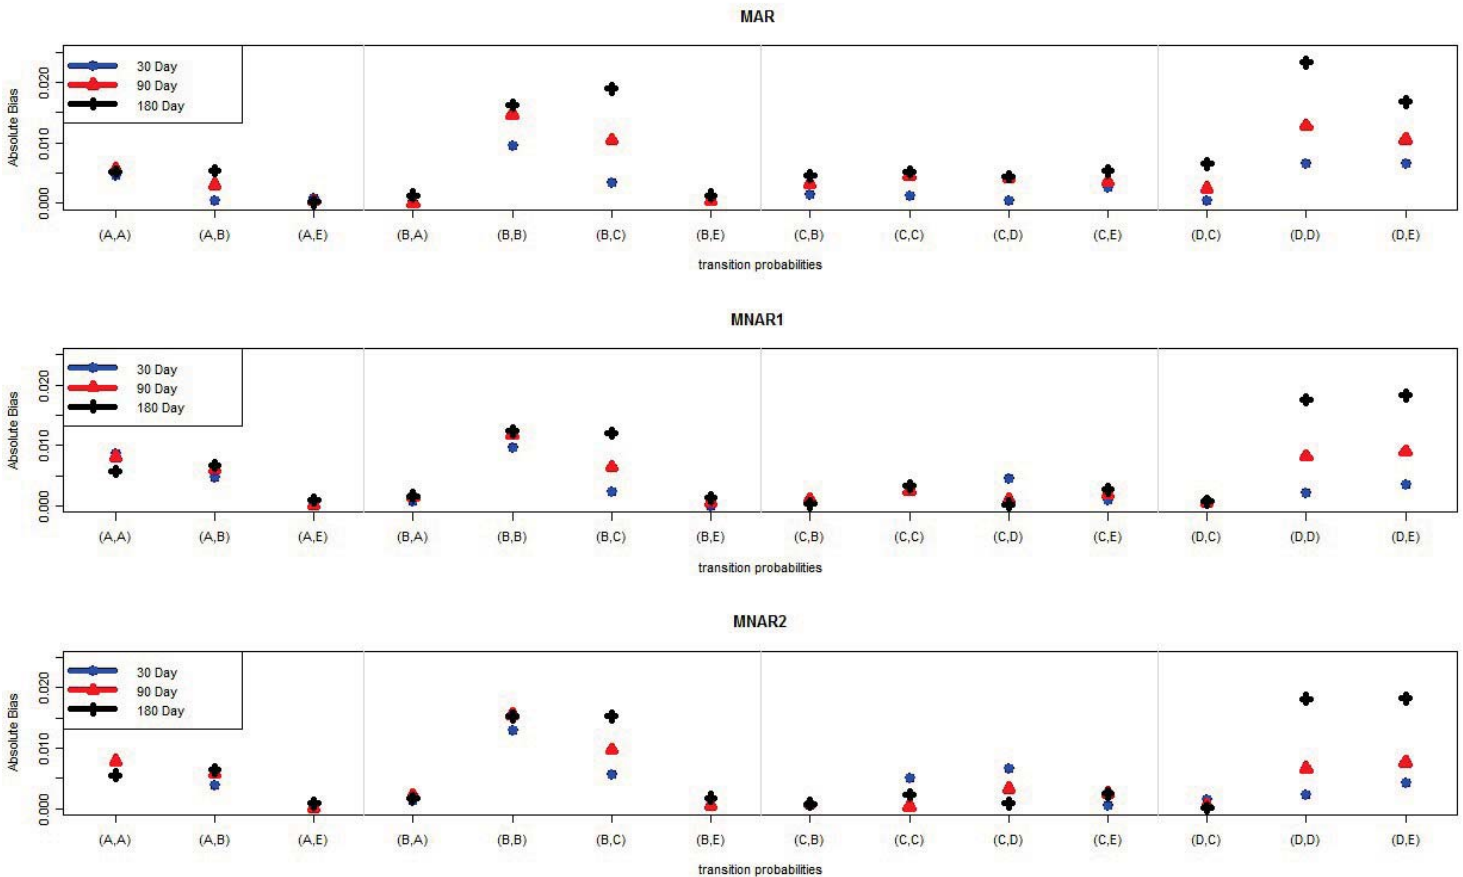 MAR
Absolute Bias
0.020
0.010
0.000
30 Day
90 Day
180 Day
(A,A) (A,B) (A,E) (B,A) (B,B) (B,C) (B,E) (C,B) (C,C) (C,D) (C,E) (D,C) (D,D) (D,E)
transition probabilities
MNAR1
Absolute Bias
0.020
0.010
0.000
30 Day
90 Day
180 Day
(A,A) (A,B) (A,E) (B,A) (B,B) (B,C) (B,E) (C,B) (C,C) (C,D) (C,E) (D,C) (D,D) (D,E)
transition probabilities
MNAR2
Absolute Bias
0.020
0.010
0.000
30 Day
90 Day
180 Day
(A,A) (A,B) (A,E) (B,A) (B,B) (B,C) (B,E) (C,B) (C,C) (C,D) (C,E) (D,C) (D,D) (D,E)
transition probabilities